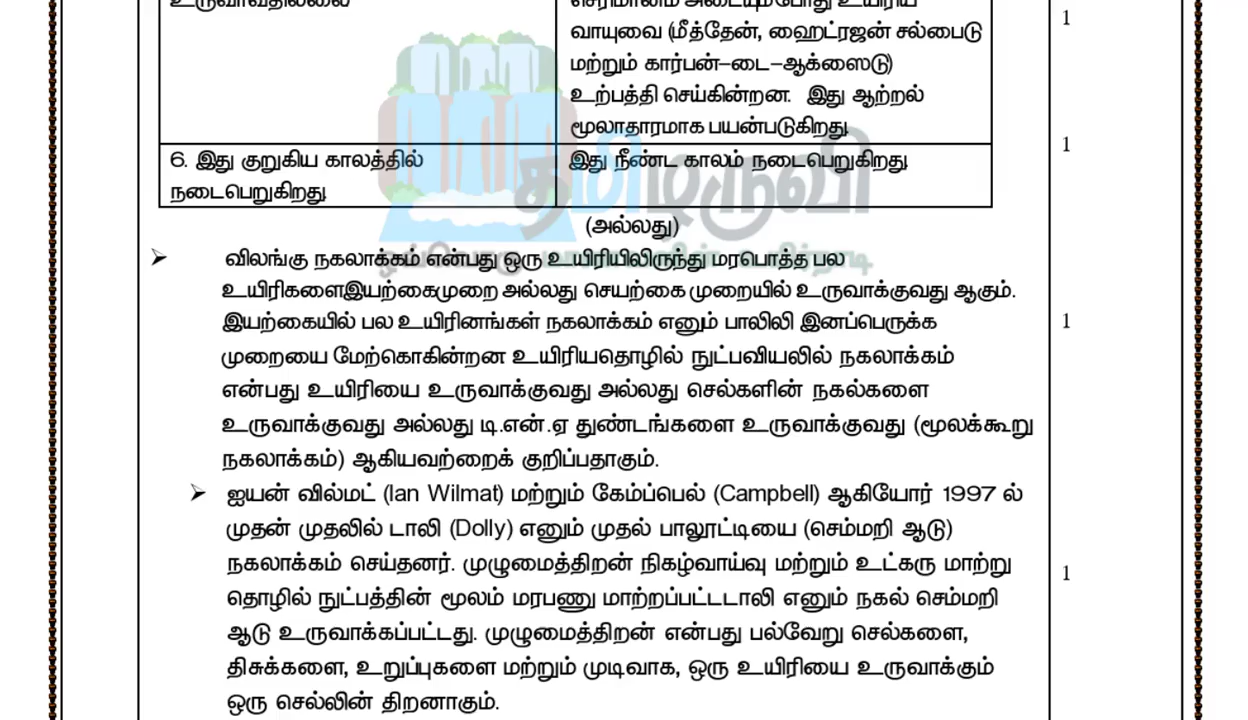 உருவாவதில்லை
செரிமானம் அடையும்போது உயிரிய
வாயுவை (மீத்தேன், ஹைட்ரஜன் சல்பைடு
மற்றும் கார்பன்–டை–ஆக்ஸைடு)
உற்பத்தி செய்கின்றன. இது ஆற்றல்
மூலாதாரமாக பயன்படுகிறது.
1
6. இது குறுகிய காலத்தில்
நடைபெறுகிறது.
இது நீண்ட காலம் நடைபெறுகிறது.
1
தமிழருவி
(அல்லது)
➢ விலங்கு நகலாக்கம் என்பது ஒரு உயிரியிலிருந்து மரபொத்த பல
உயிரிகளைஇயற்கைமுறை அல்லது செயற்கை முறையில் உருவாக்குவது ஆகும்.
இயற்கையில் பல உயிரினங்கள் நகலாக்கம் எனும் பாலிலி இனப்பெருக்க
1
முறையை மேற்கொகின்றன உயிரியதொழில் நுட்பவியலில் நகலாக்கம்
என்பது உயிரியை உருவாக்குவது அல்லது செல்களின் நகல்களை
உருவாக்குவது அல்லது டி.என்.ஏ துண்டங்களை உருவாக்குவது (மூலக்கூறு
நகலாக்கம்) ஆகியவற்றைக் குறிப்பதாகும்.
➢ ஐயன் வில்மட் (Ian Wilmat) மற்றும் கேம்ப்பெல் (Campbell) ஆகியோர் 1997 ல்
முதன் முதலில் டாலி (Dolly) எனும் முதல் பாலூட்டியை (செம்மறி ஆடு)
நகலாக்கம் செய்தனர். முழுமைத்திறன் நிகழ்வாய்வு மற்றும் உட்கரு மாற்று
1
தொழில் நுட்பத்தின் மூலம் மரபணு மாற்றப்பட்டடாலி எனும் நகல் செம்மறி
ஆடு உருவாக்கப்பட்டது. முழுமைத்திறன் என்பது பல்வேறு செல்களை,
திசுக்களை, உறுப்புகளை மற்றும் முடிவாக, ஒரு உயிரியை உருவாக்கும்
ஒரு செல்லின் திறனாகும்.